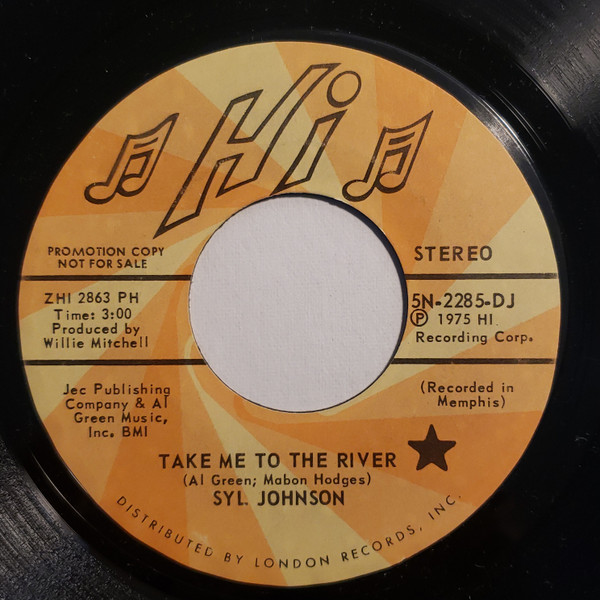 Hi
PROMOTION COPY
NOT FOR SALE
STEREO
ZHI 2863 PH
Time: 3:00
Produced by
Willie Mitchell
5N-2285-DJ
Ⓟ 1975 HI
Recording Corp.
Jec Publishing
Company & Al
Green Music,
Inc. BMI
(Recorded in
Memphis)
TAKE ME TO THE RIVER
(Al Green; Mabon Hodges)
SYL JOHNSON
DISTRIBUTED BY LONDON RECORDS, INC.